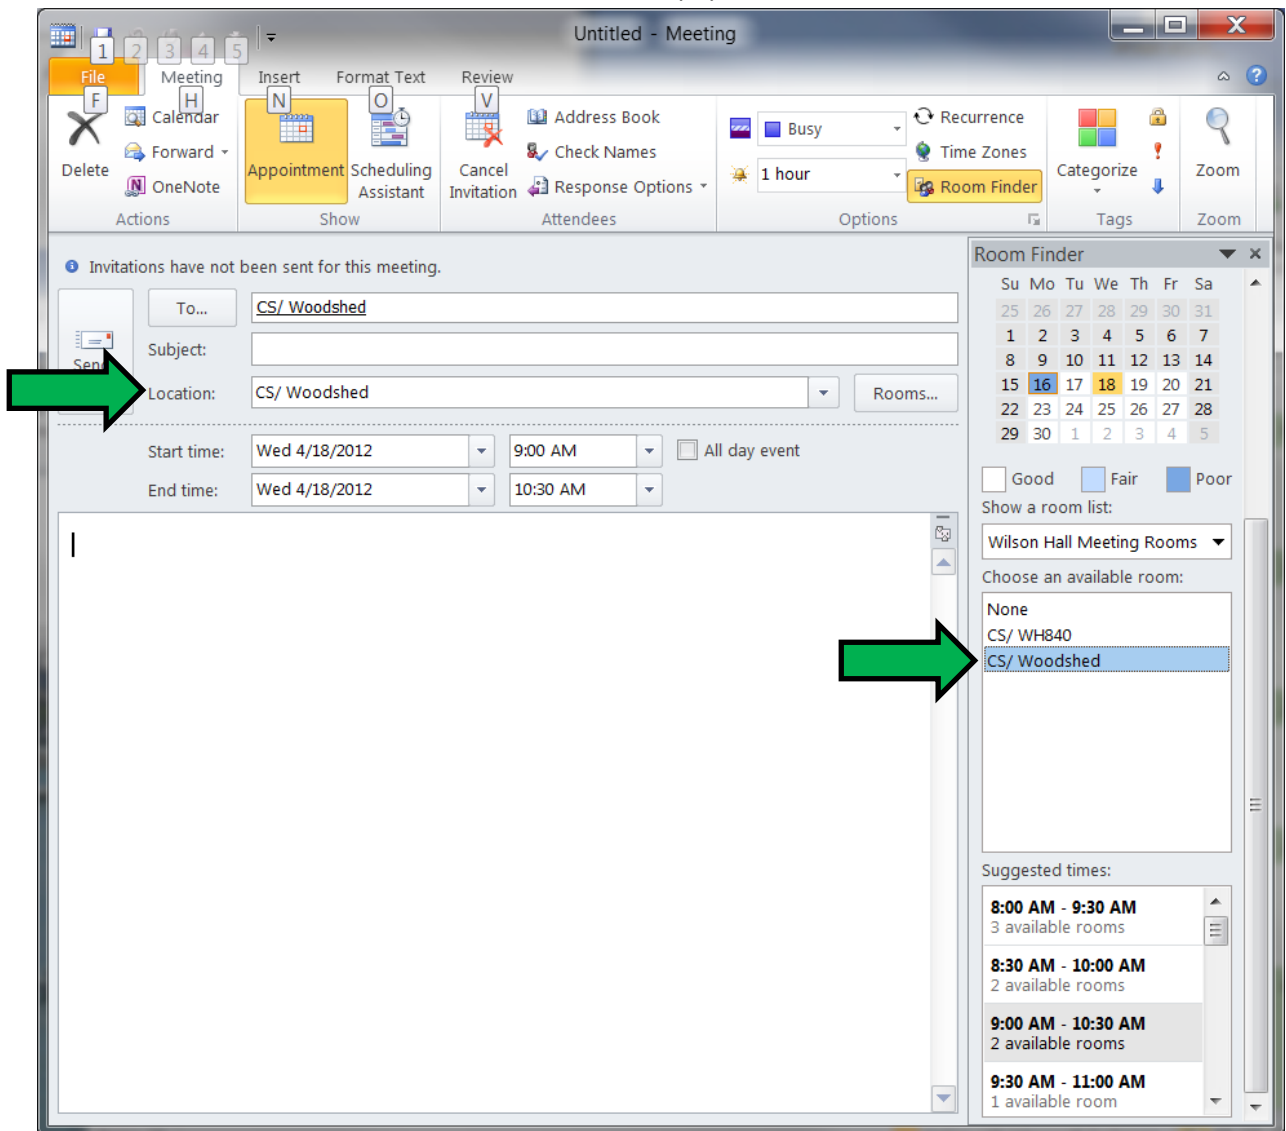 Untitled - Meeting
1 2 3 4 5
File Meeting Insert Format Text Review
F H N O V
Calendar
Forward
OneNote
Delete
Actions
Appointment
Scheduling Assistant
Show
Cancel Invitation
Address Book
Check Names
Response Options
Attendees
Busy
1 hour
Recurrence
Time Zones
Room Finder
Options
Categorize
Tags
Zoom
Zoom
Invitations have not been sent for this meeting.
To... CS/ Woodshed
Subject:
Location: CS/ Woodshed Rooms...
Start time: Wed 4/18/2012 9:00 AM All day event
End time: Wed 4/18/2012 10:30 AM
Room Finder
Su Mo Tu We Th Fr Sa
25 26 27 28 29 30 31
1 2 3 4 5 6 7
8 9 10 11 12 13 14
15 16 17 18 19 20 21
22 23 24 25 26 27 28
29 30 1 2 3 4 5
Good Fair Poor
Show a room list:
Wilson Hall Meeting Rooms
Choose an available room:
None
CS/ WH840
CS/ Woodshed
Suggested times:
8:00 AM - 9:30 AM
3 available rooms
8:30 AM - 10:00 AM
2 available rooms
9:00 AM - 10:30 AM
2 available rooms
9:30 AM - 11:00 AM
1 available room